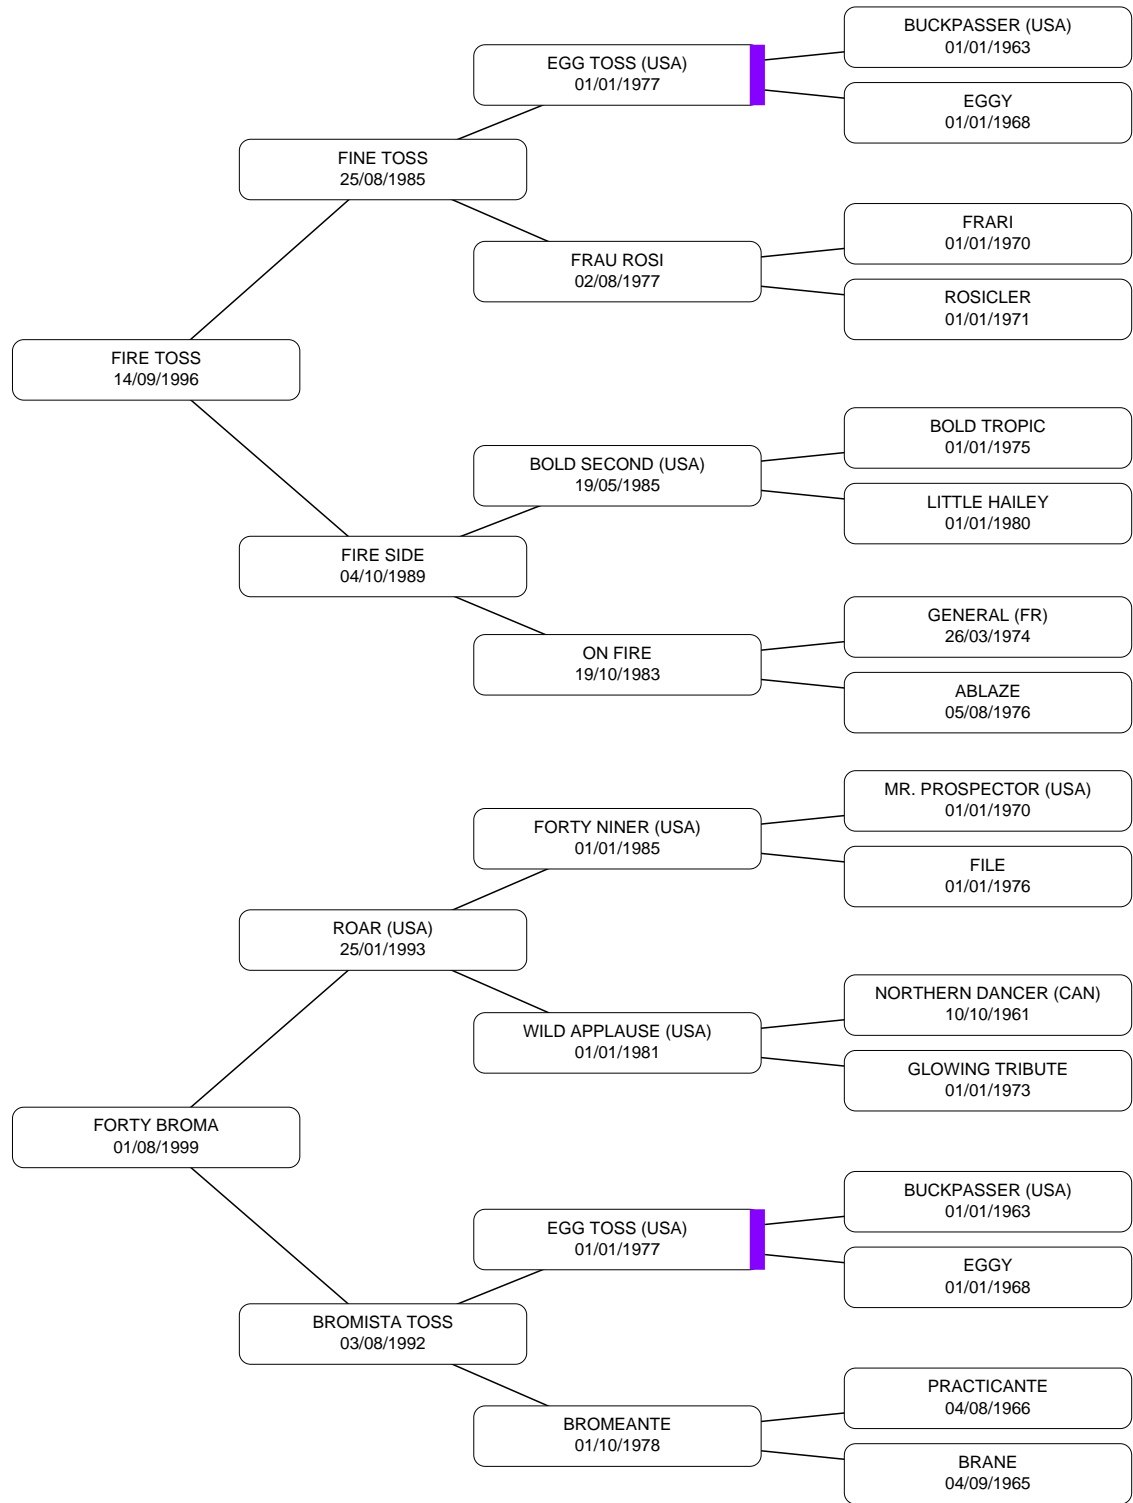 BUCKPASSER (USA)
01/01/1963
EGG TOSS (USA)
01/01/1977
EGGY
01/01/1968
FINE TOSS
25/08/1985
FRARI
01/01/1970
FRAU ROSI
02/08/1977
ROSICLER
01/01/1971
FIRE TOSS
14/09/1996
BOLD TROPIC
01/01/1975
BOLD SECOND (USA)
19/05/1985
LITTLE HAILEY
01/01/1980
FIRE SIDE
04/10/1989
GENERAL (FR)
26/03/1974
ON FIRE
19/10/1983
ABLAZE
05/08/1976
MR. PROSPECTOR (USA)
01/01/1970
FORTY NINER (USA)
01/01/1985
FILE
01/01/1976
ROAR (USA)
25/01/1993
NORTHERN DANCER (CAN)
10/10/1961
WILD APPLAUSE (USA)
01/01/1981
GLOWING TRIBUTE
01/01/1973
FORTY BROMA
01/08/1999
BUCKPASSER (USA)
01/01/1963
EGG TOSS (USA)
01/01/1977
EGGY
01/01/1968
BROMISTA TOSS
03/08/1992
PRACTICANTE
04/08/1966
BROMEANTE
01/10/1978
BRANE
04/09/1965